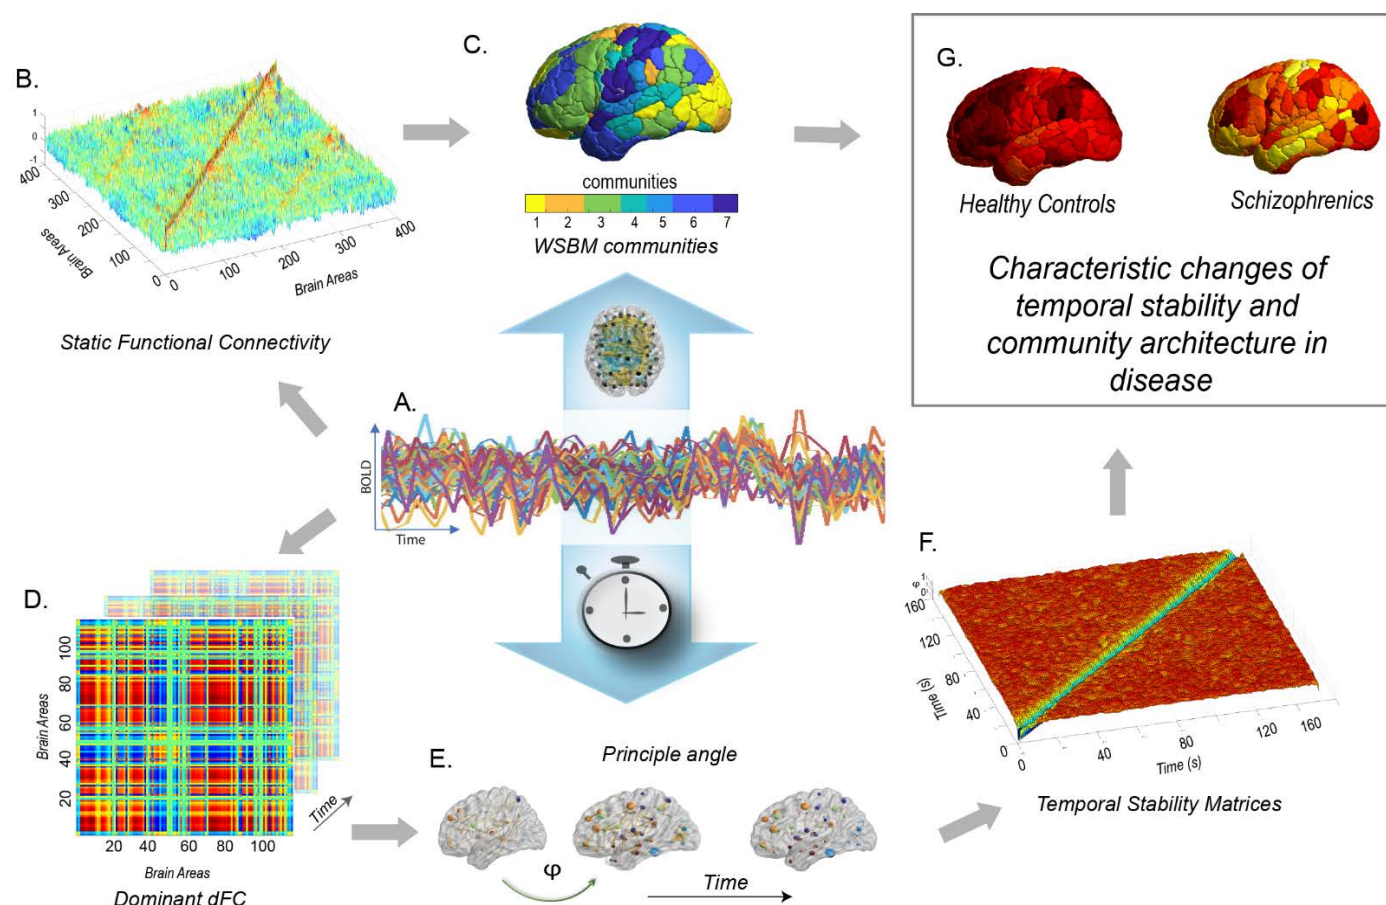 B.
1
0
-1
400
300
200
100
0
Brain Areas
0
100
200
300
400
Brain Areas
Static Functional Connectivity
C.
communities
1 2 3 4 5 6 7
WSBM communities
G.
Healthy Controls
Schizophrenics
Characteristic changes of
temporal stability and
community architecture in
disease
A.
BOLD
Time
D.
100
80
60
40
20
Brain Areas
20 40 60 80 100
Brain Areas
Time
Dominant dFC
Principle angle
E.
φ
Time
F.
φ
1
0
160
120
80
40
0
Time (s)
0
40
80
120
160
Time (s)
Temporal Stability Matrices